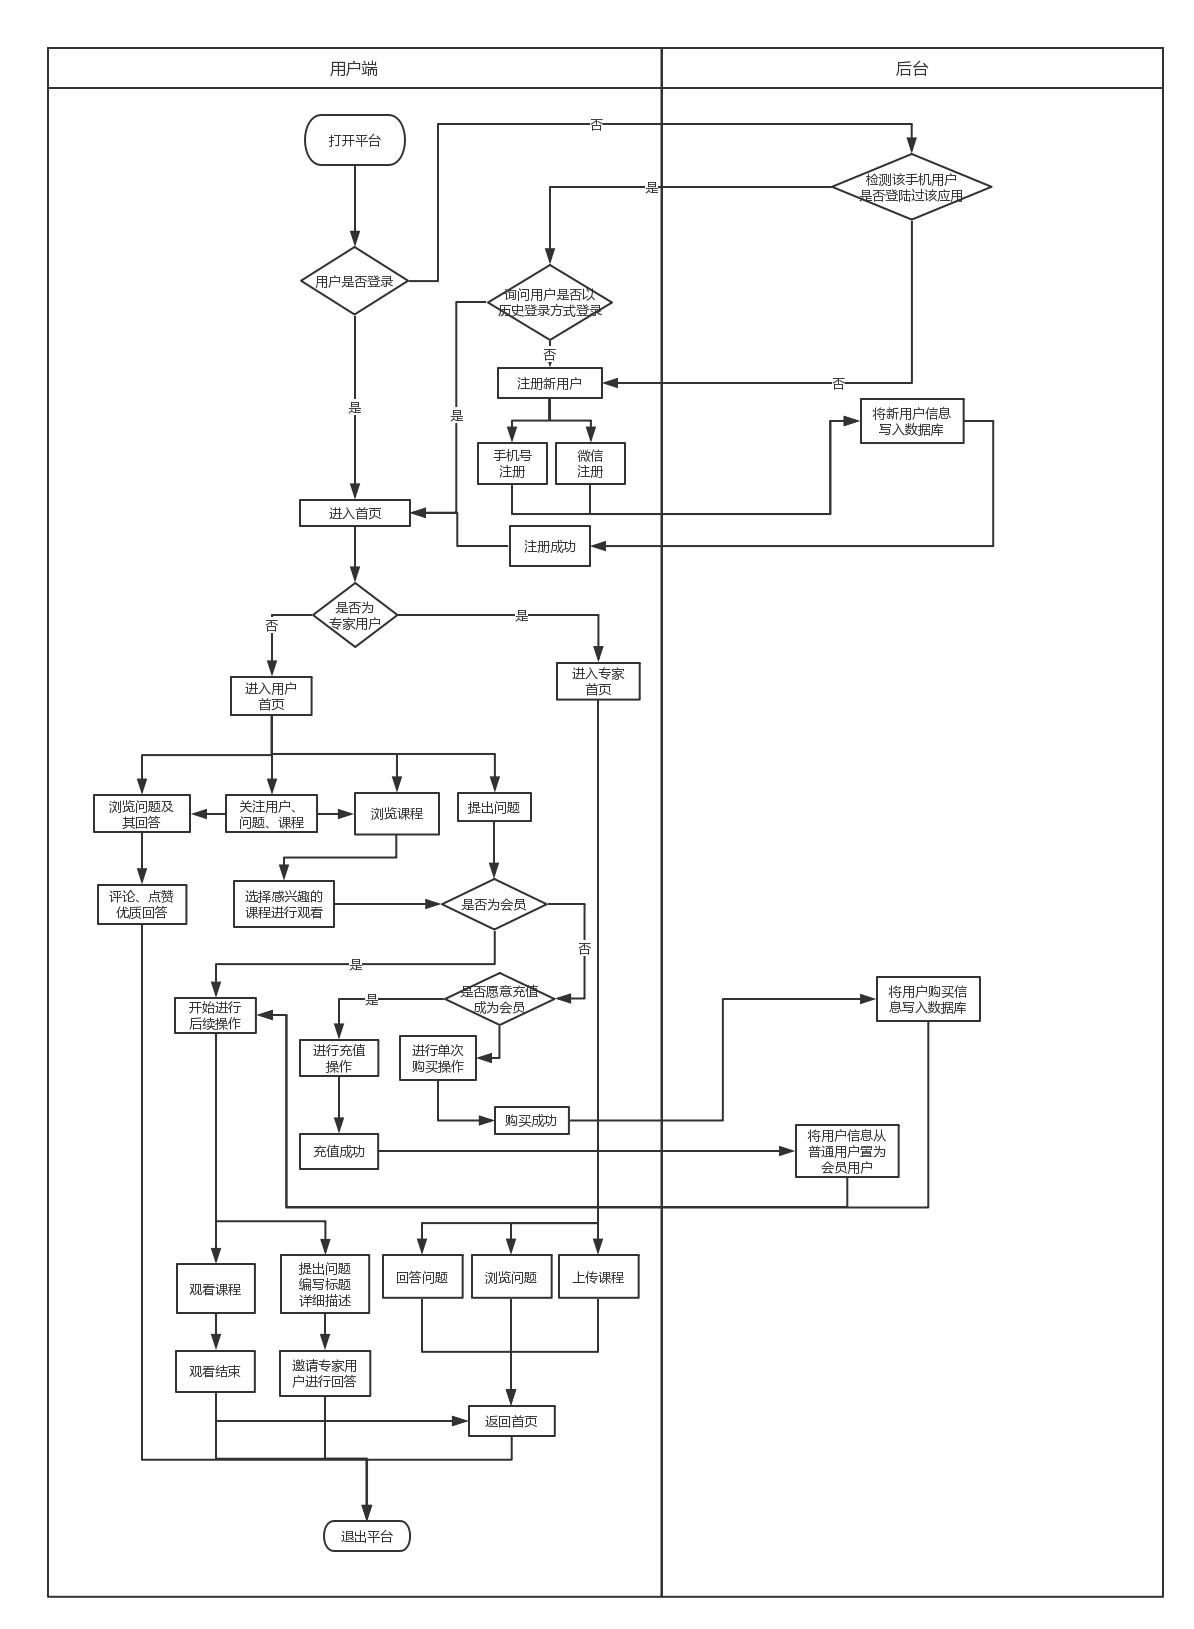 用户端
后台
打开平台
否
检测该手机用户
是否登陆过该应用
是
用户是否登录
询问用户是否以
历史登录方式登录
否
注册新用户
否
是
是
将新用户信息
写入数据库
手机号
注册
微信
注册
进入首页
注册成功
是否为
专家用户
否
是
进入用户
首页
进入专家
首页
浏览问题及
其回答
关注用户、
问题、课程
浏览课程
提出问题
评论、点赞
优质回答
选择感兴趣的
课程进行观看
是否为会员
否
是
开始进行
后续操作
是
是否愿意充值
成为会员
将用户购买信
息写入数据库
进行充值
操作
进行单次
购买操作
购买成功
充值成功
将用户信息从
普通用户置为
会员用户
观看课程
提出问题
编写标题
详细描述
回答问题
浏览问题
上传课程
观看结束
邀请专家用
户进行回答
返回首页
退出平台